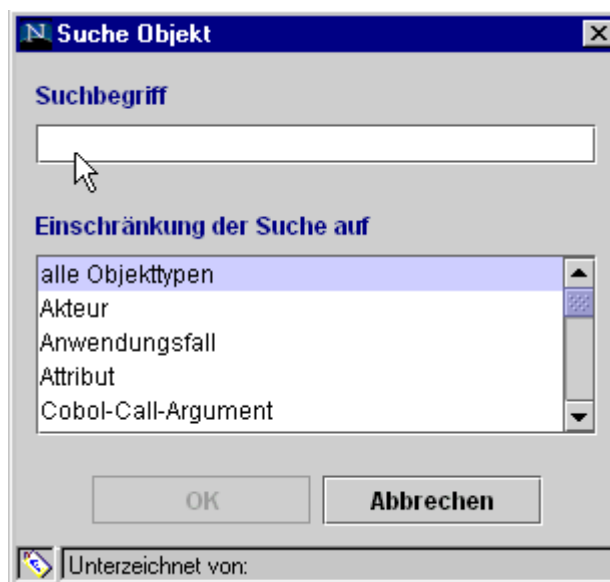 N Suche Objekt
Suchbegriff
Einschränkung der Suche auf
alle Objekttypen
Akteur
Anwendungsfall
Attribut
Cobol-Call-Argument
OK
Abbrechen
Unterzeichnet von: